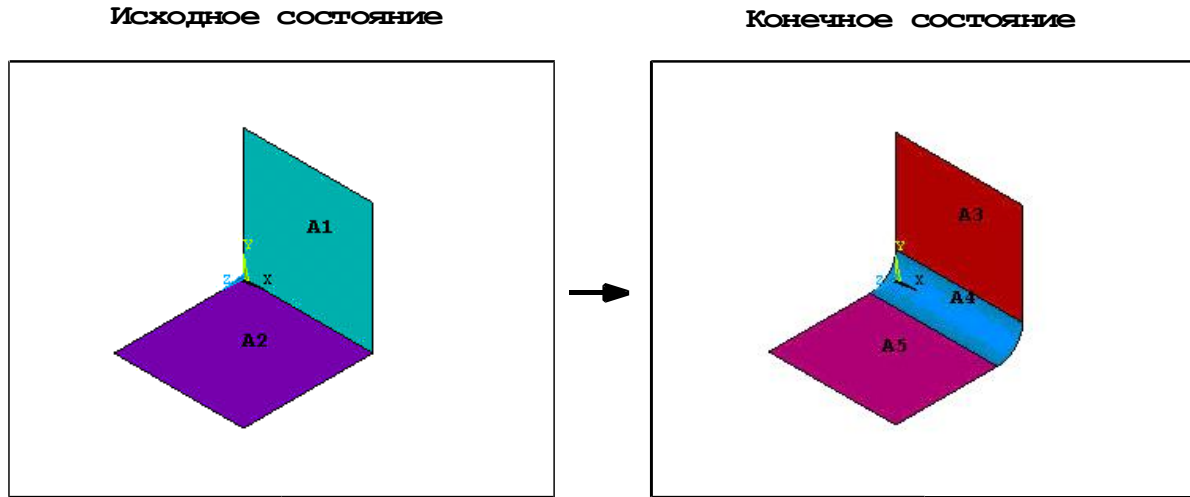 Исходное состояние
Конечное состояние
A1
Y
Z
X
A2
A3
Y
Z
X
A4
A5